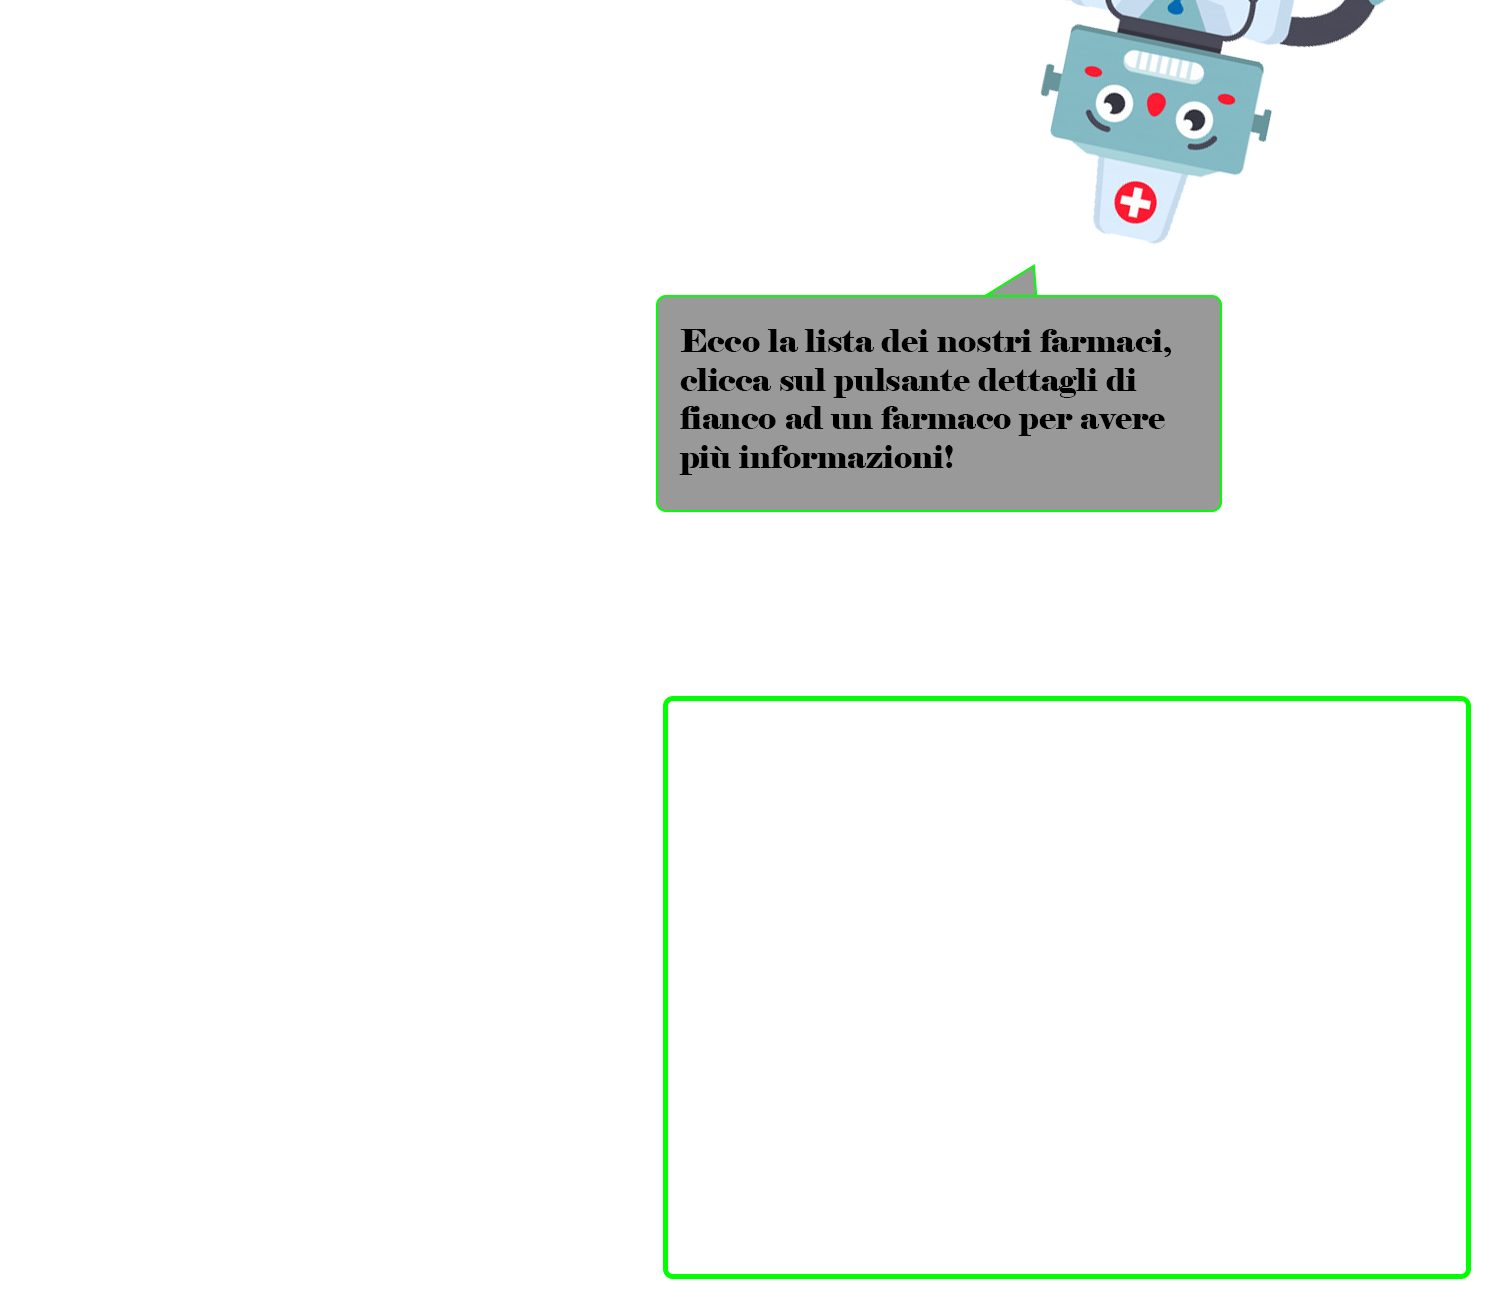 Ecco la lista dei nostri farmaci,
clicca sul pulsante dettagli di
fianco ad un farmaco per avere
più informazioni!